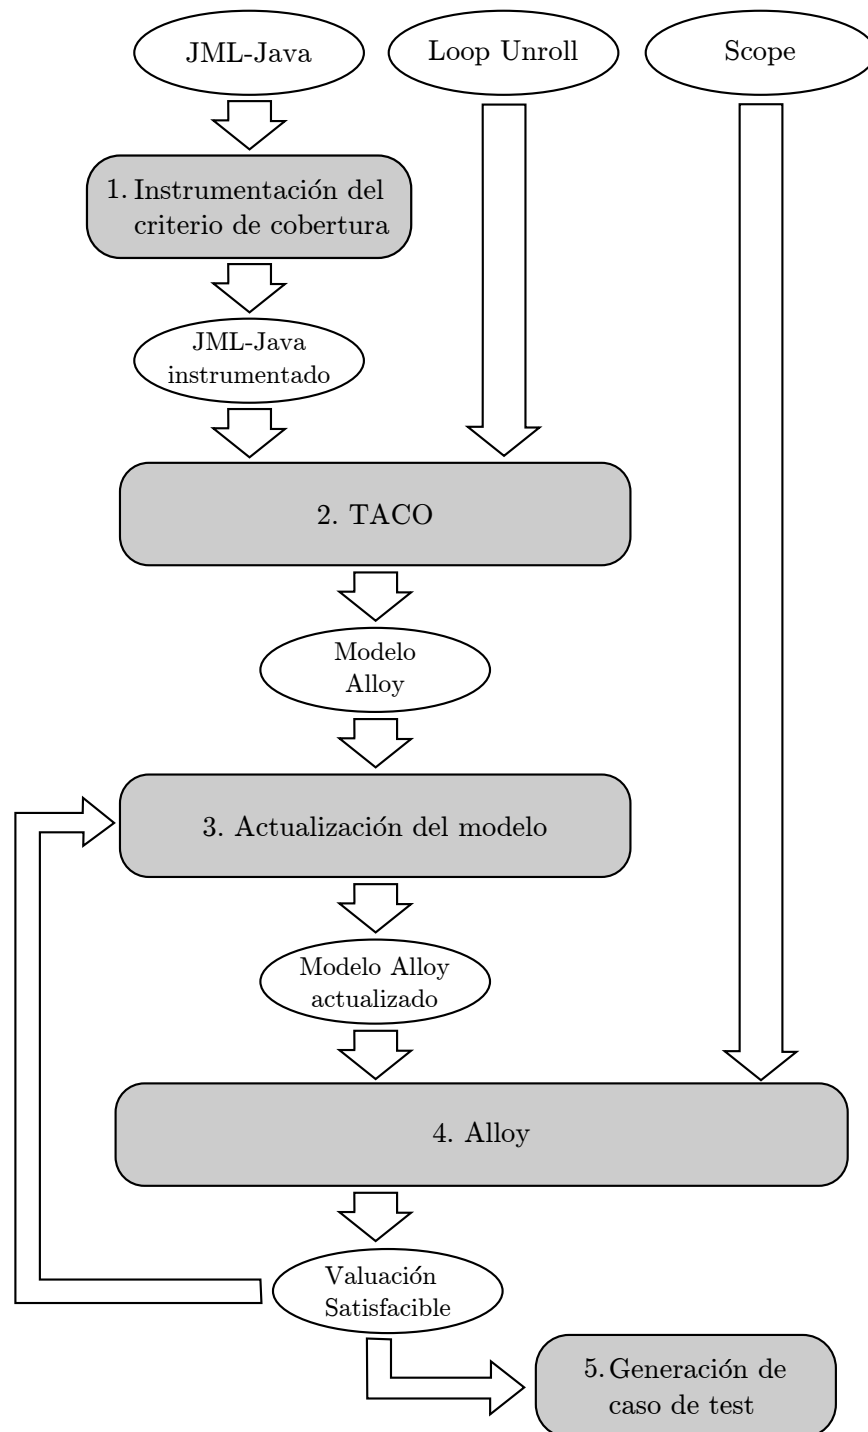 JML-Java
Loop Unroll
Scope
1. Instrumentación del
criterio de cobertura
JML-Java
instrumentado
2. TACO
Modelo
Alloy
3. Actualización del modelo
Modelo Alloy
actualizado
4. Alloy
Valuación
Satisfacible
5. Generación de
caso de test